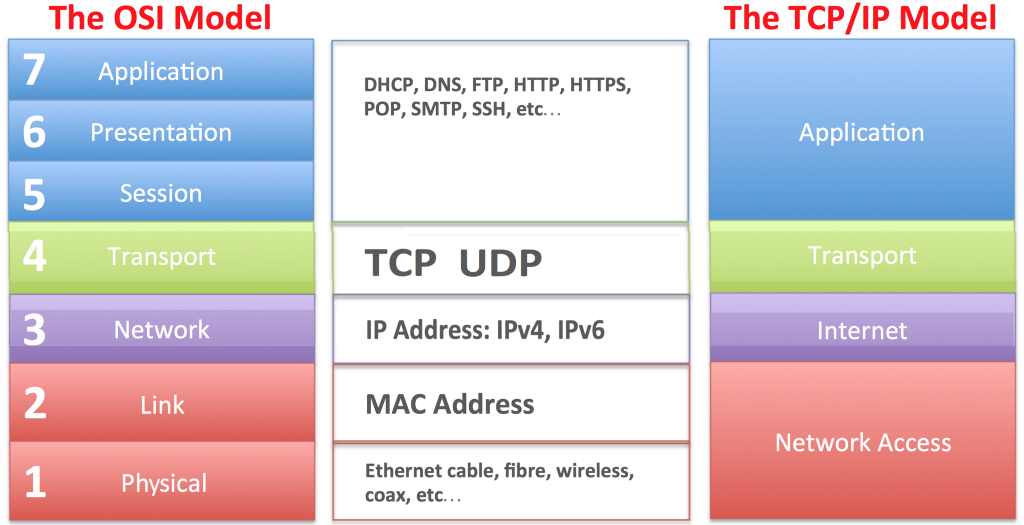 The OSI Model
The TCP/IP Model
7 Application
6 Presentation
5 Session
4 Transport
3 Network
2 Link
1 Physical
DHCP, DNS, FTP, HTTP, HTTPS,
POP, SMTP, SSH, etc...
TCP UDP
IP Address: IPv4, IPv6
MAC Address
Ethernet cable, fibre, wireless,
coax, etc...
Application
Transport
Internet
Network Access